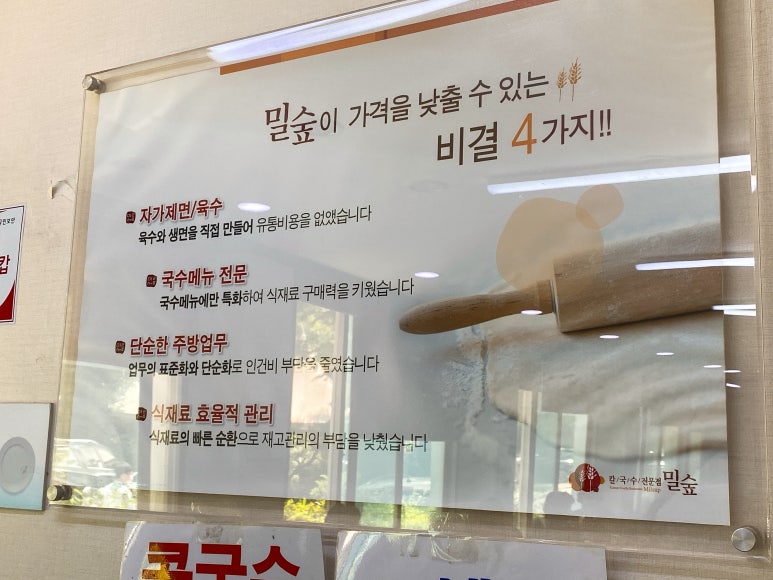 밀숲이 가격을 낮출 수 있는
비결 4가지!!
자가제면/육수
육수와 생면을 직접 만들어 유통비용을 없앴습니다
국수메뉴 전문
국수메뉴에만 특화하여 식재료 구매력을 키웠습니다
단순한 주방업무
업무의 표준화와 단순화로 인건비 부담을 줄였습니다
식재료 효율적 관리
식재료의 빠른 순환으로 재고관리의 부담을 낮췄습니다
칼/국/수/전문점 밀숲
Milsup
콩국수